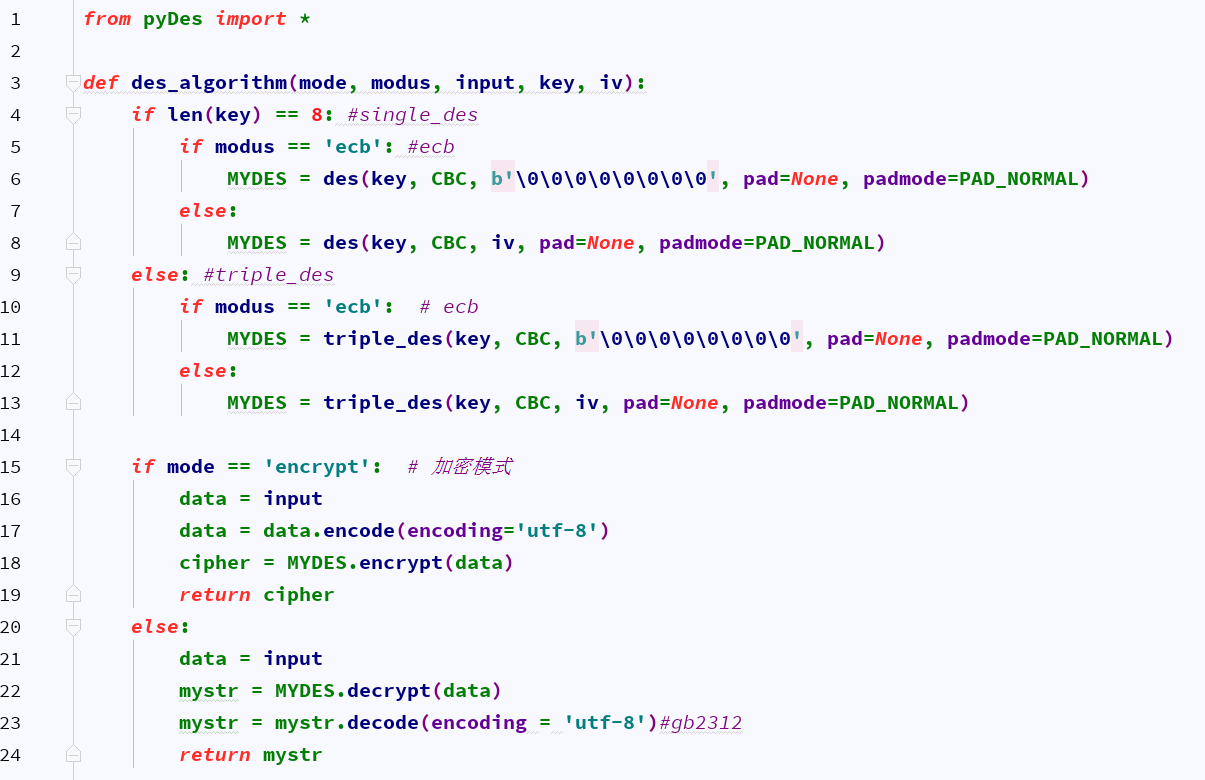 1 from pyDes import *
2
3 def des_algorithm(mode, modus, input, key, iv):
4     if len(key) == 8: #single_des
5         if modus == 'ecb': #ecb
6             MYDES = des(key, CBC, b'\0\0\0\0\0\0\0\0', pad=None, padmode=PAD_NORMAL)
7         else:
8             MYDES = des(key, CBC, iv, pad=None, padmode=PAD_NORMAL)
9     else: #triple_des
10         if modus == 'ecb':  # ecb
11             MYDES = triple_des(key, CBC, b'\0\0\0\0\0\0\0\0', pad=None, padmode=PAD_NORMAL)
12         else:
13             MYDES = triple_des(key, CBC, iv, pad=None, padmode=PAD_NORMAL)
14
15     if mode == 'encrypt':  # 加密模式
16         data = input
17         data = data.encode(encoding='utf-8')
18         cipher = MYDES.encrypt(data)
19         return cipher
20     else:
21         data = input
22         mystr = MYDES.decrypt(data)
23         mystr = mystr.decode(encoding = 'utf-8')#gb2312
24         return mystr